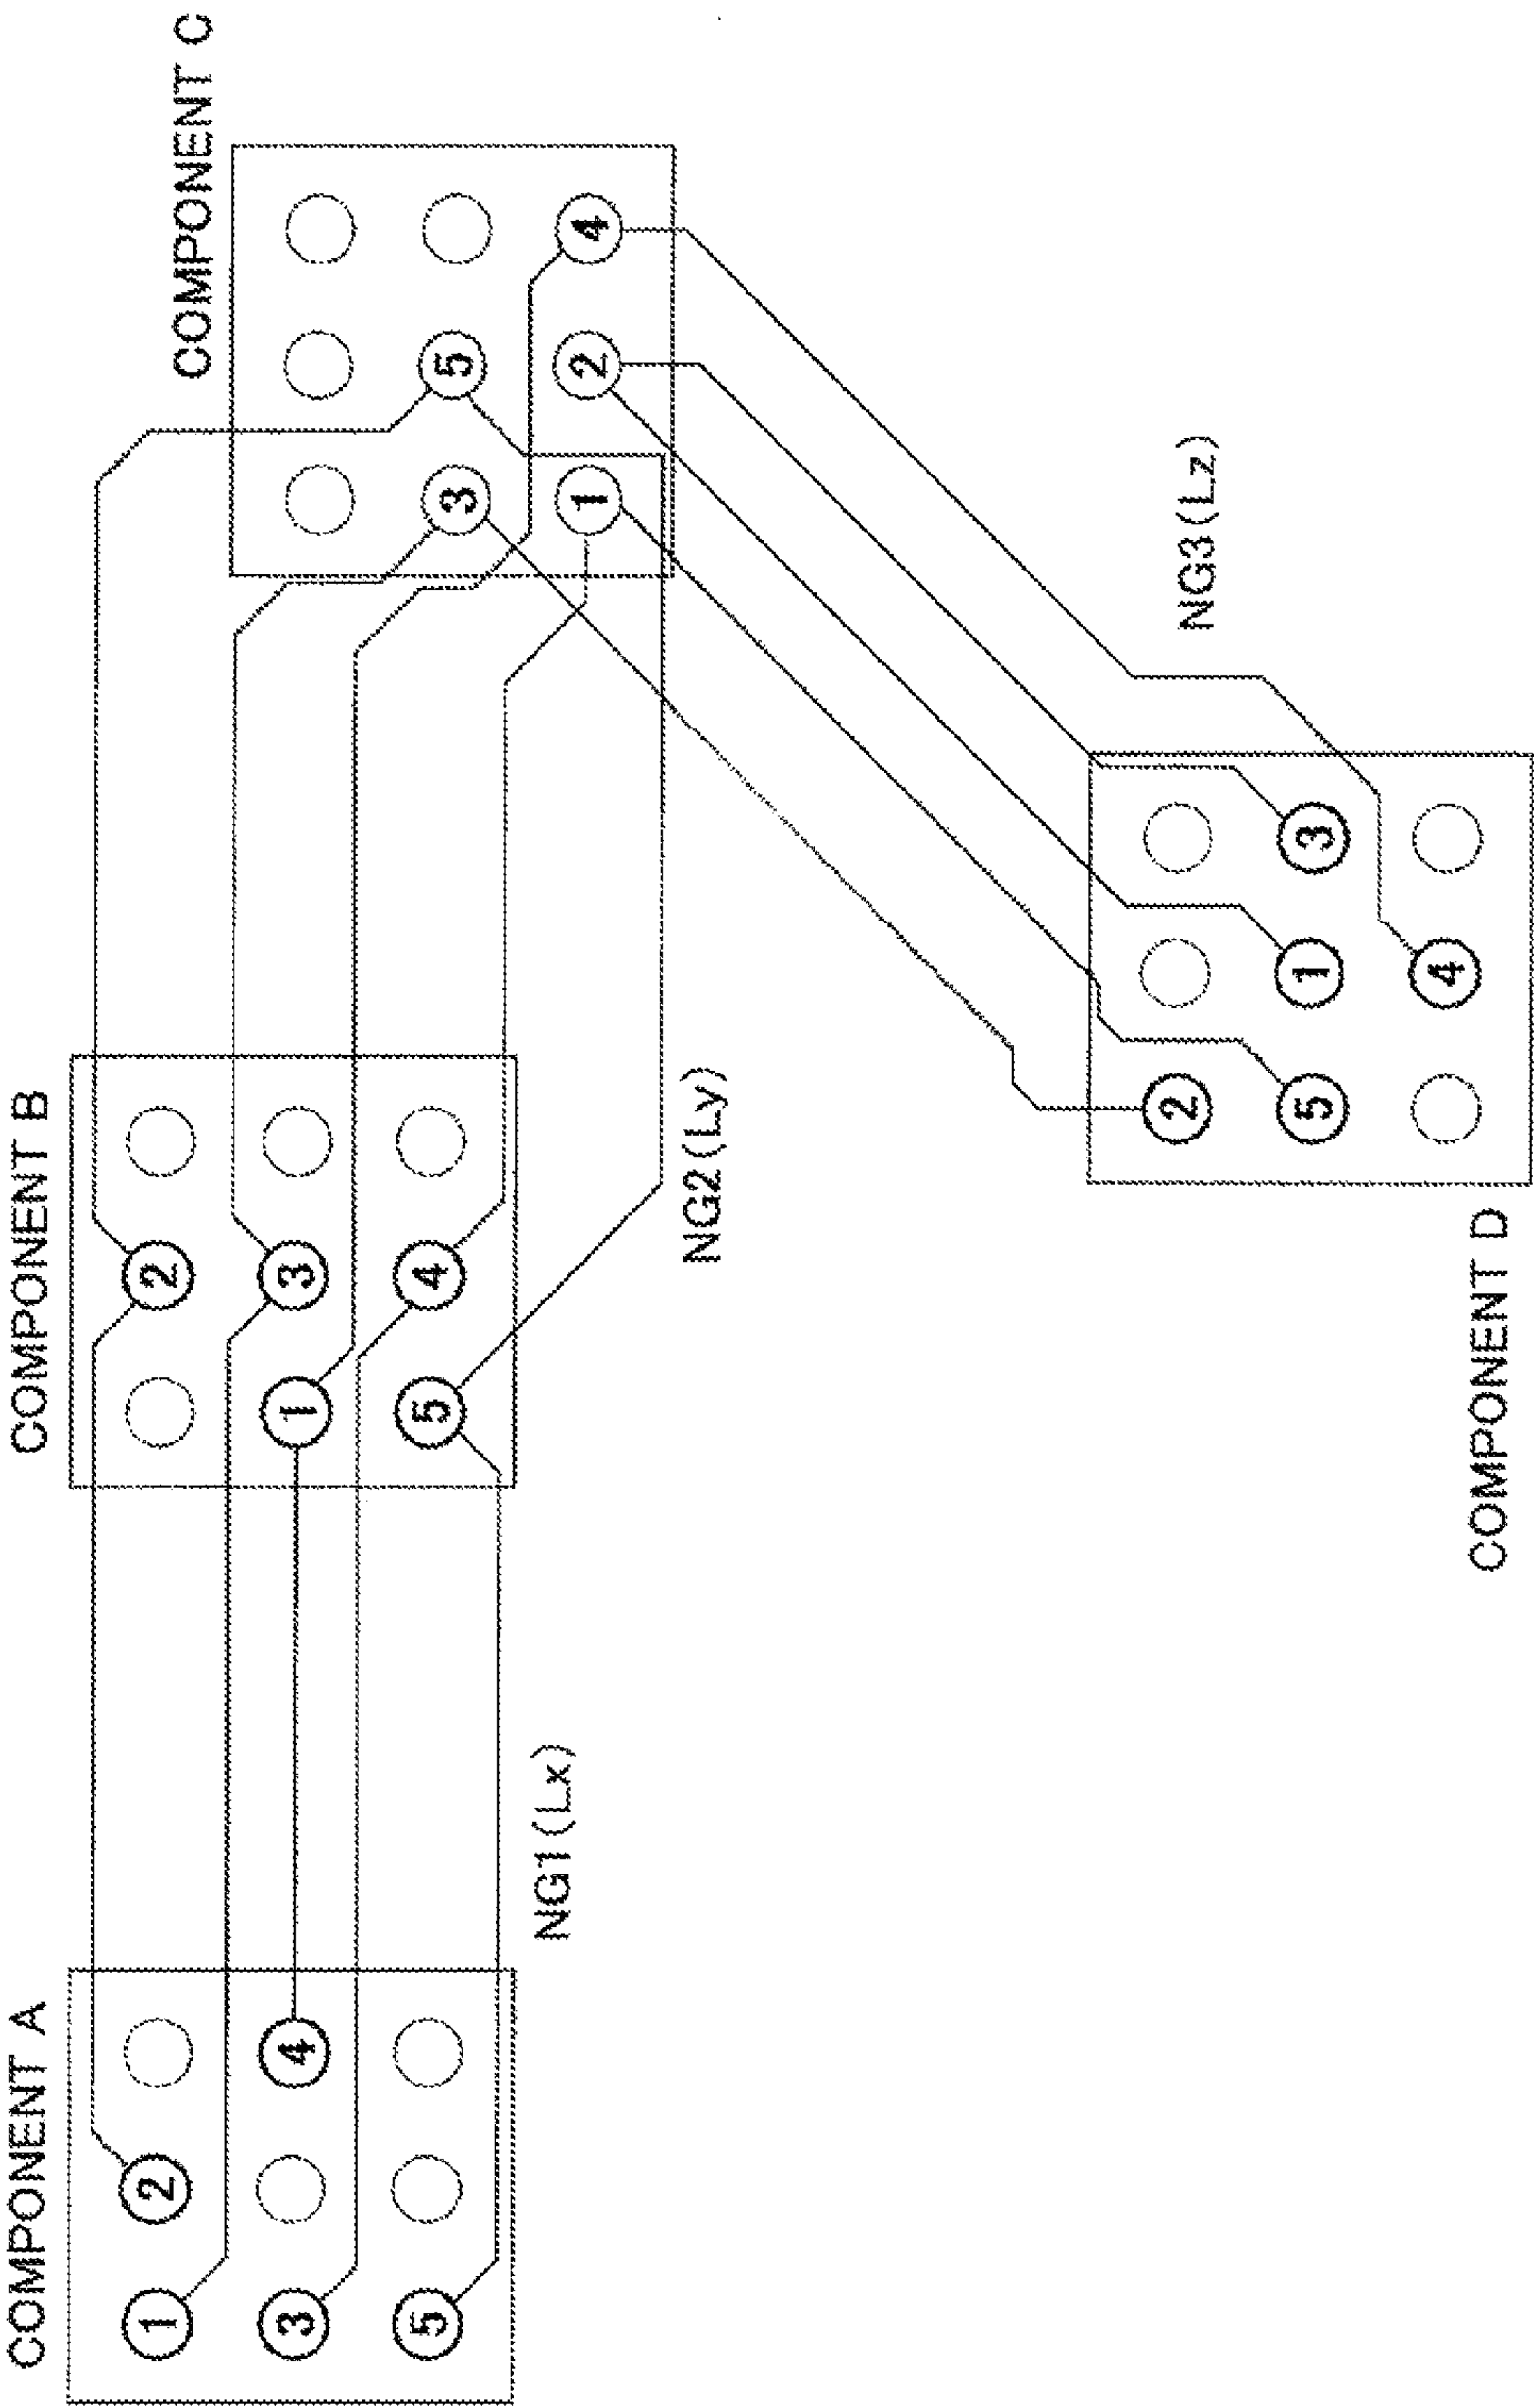 COMPONENT A
1 2
3 4
5
COMPONENT B
2
1 3
5 4
COMPONENT C
3 5
1 2 4
NG1(Lx)
NG2(Ly)
NG3(Lz)
2
5 1 3
4
COMPONENT D